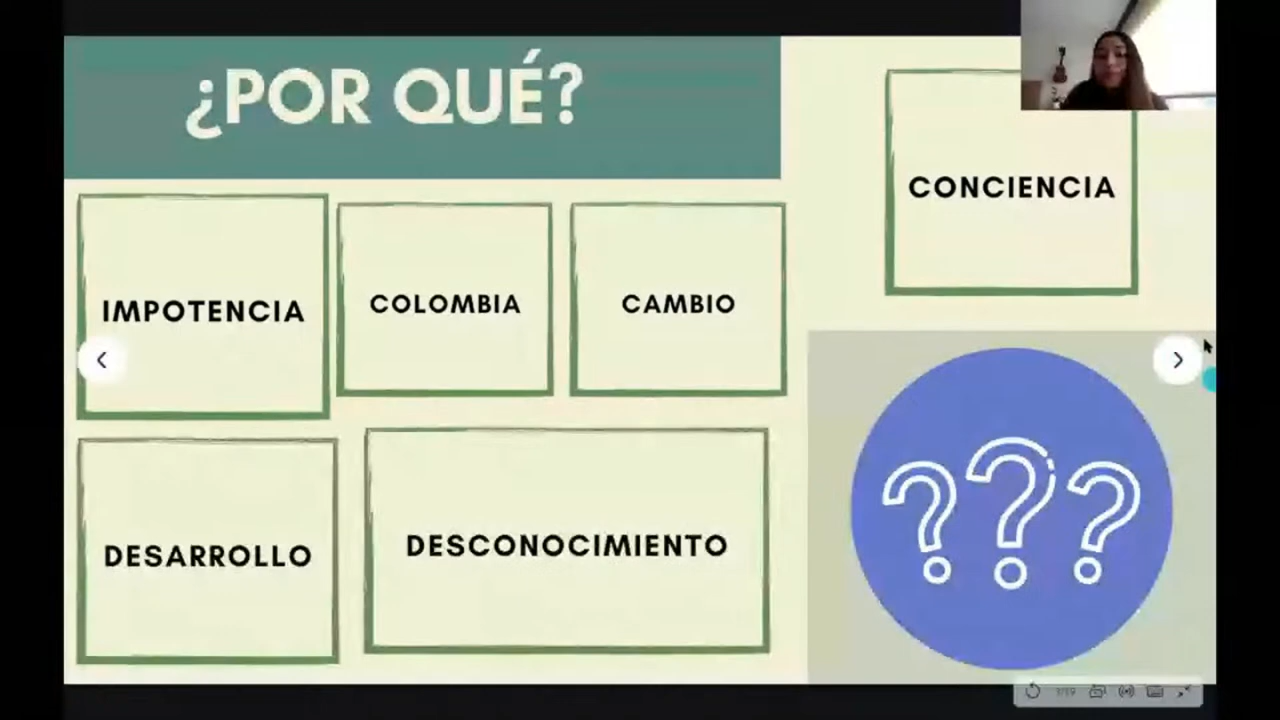 ¿POR QUÉ?
CONCIENCIA
IMPOTENCIA
COLOMBIA
CAMBIO
DESARROLLO
DESCONOCIMIENTO